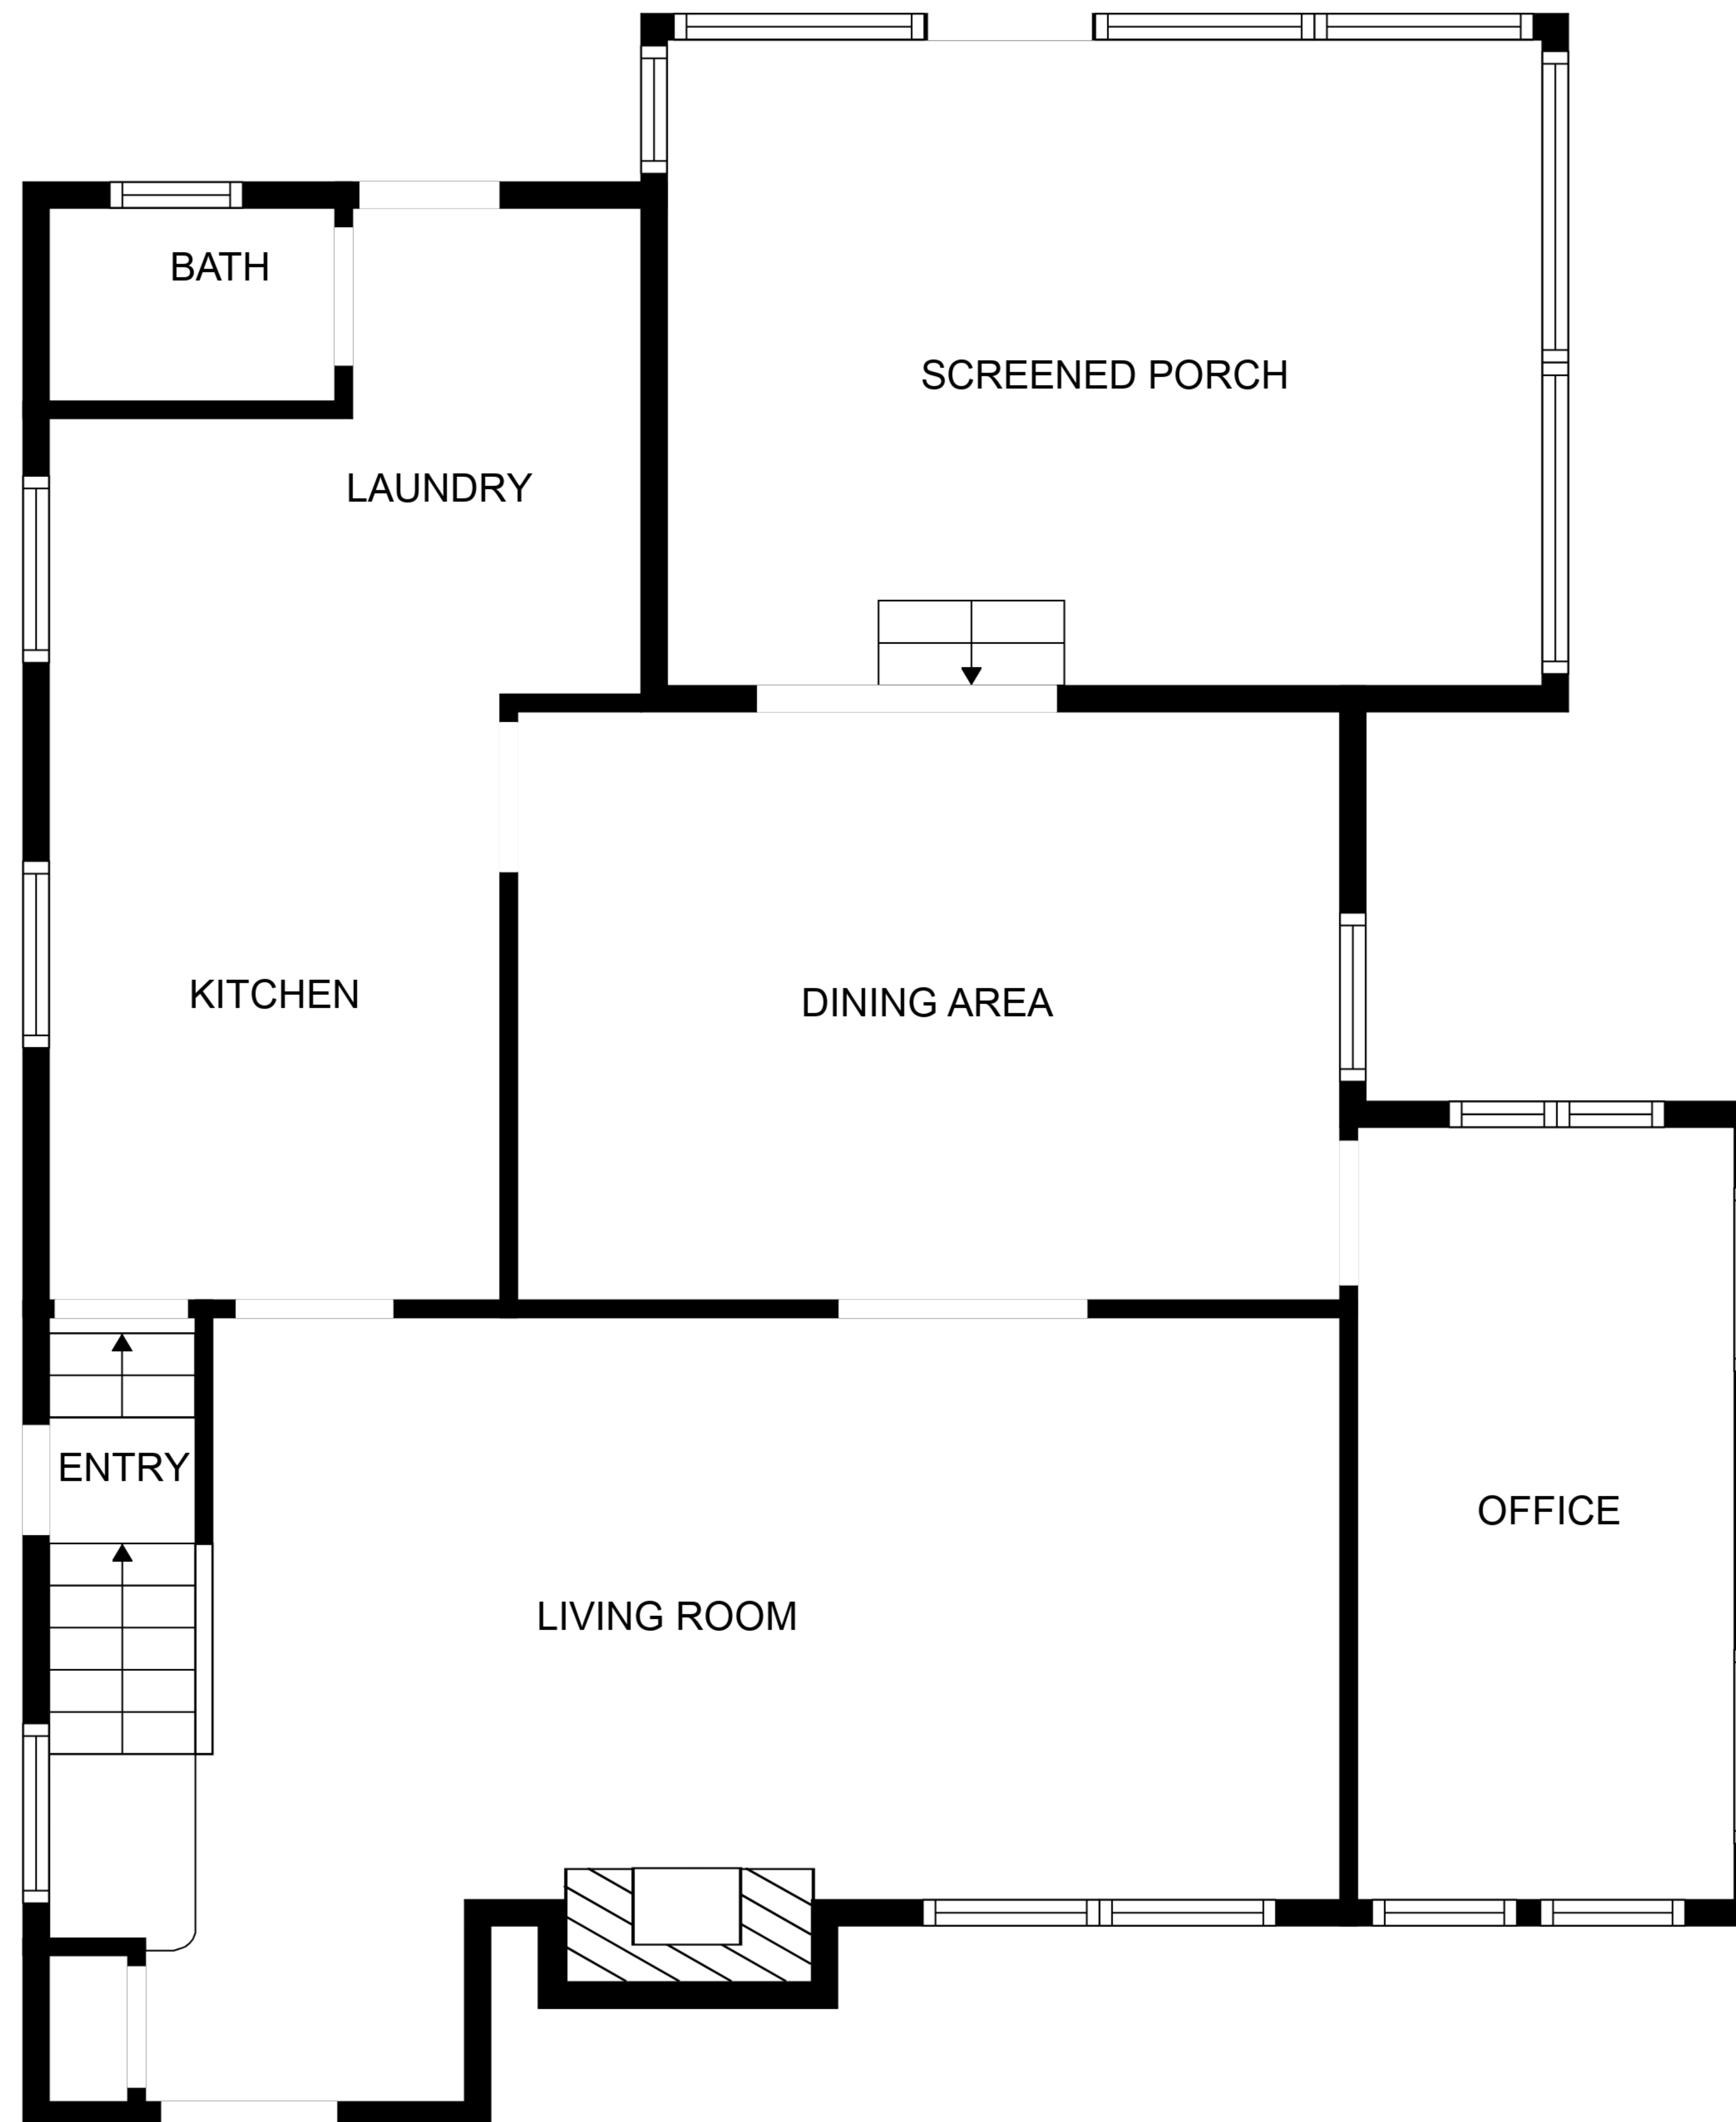 BATH
SCREENED PORCH
LAUNDRY
KITCHEN
DINING AREA
ENTRY
OFFICE
LIVING ROOM